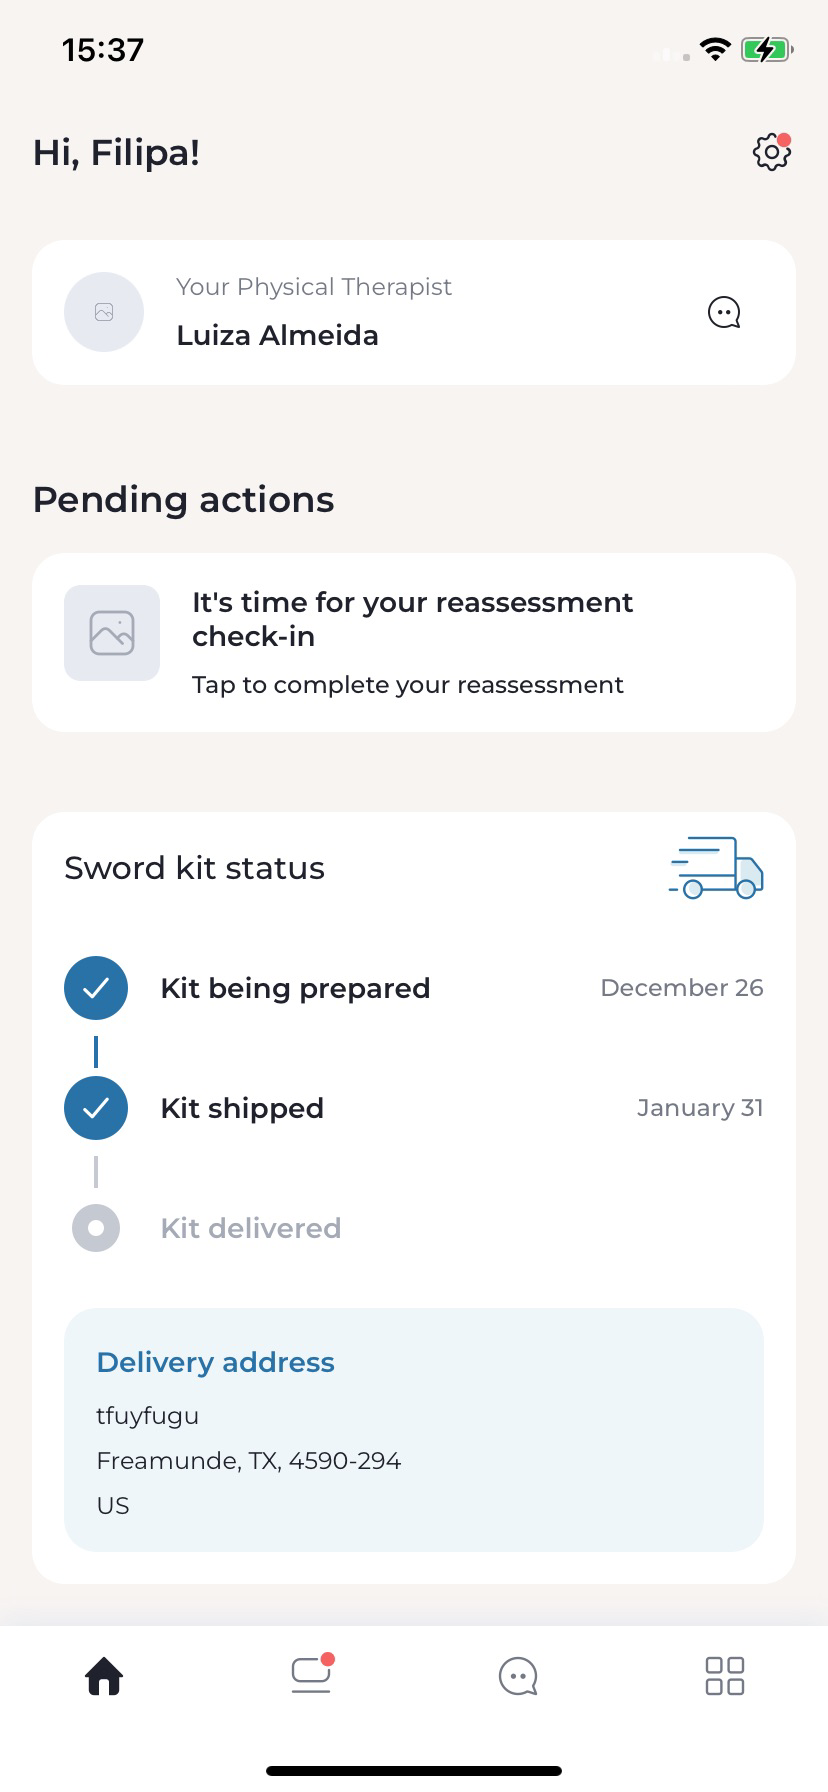 15:37
Hi, Filipa!
Your Physical Therapist
Luiza Almeida
Pending actions
It's time for your reassessment
check-in
Tap to complete your reassessment
Sword kit status
Kit being prepared December 26
Kit shipped January 31
Kit delivered
Delivery address
tfuyfugu
Freamunde, TX, 4590-294
US